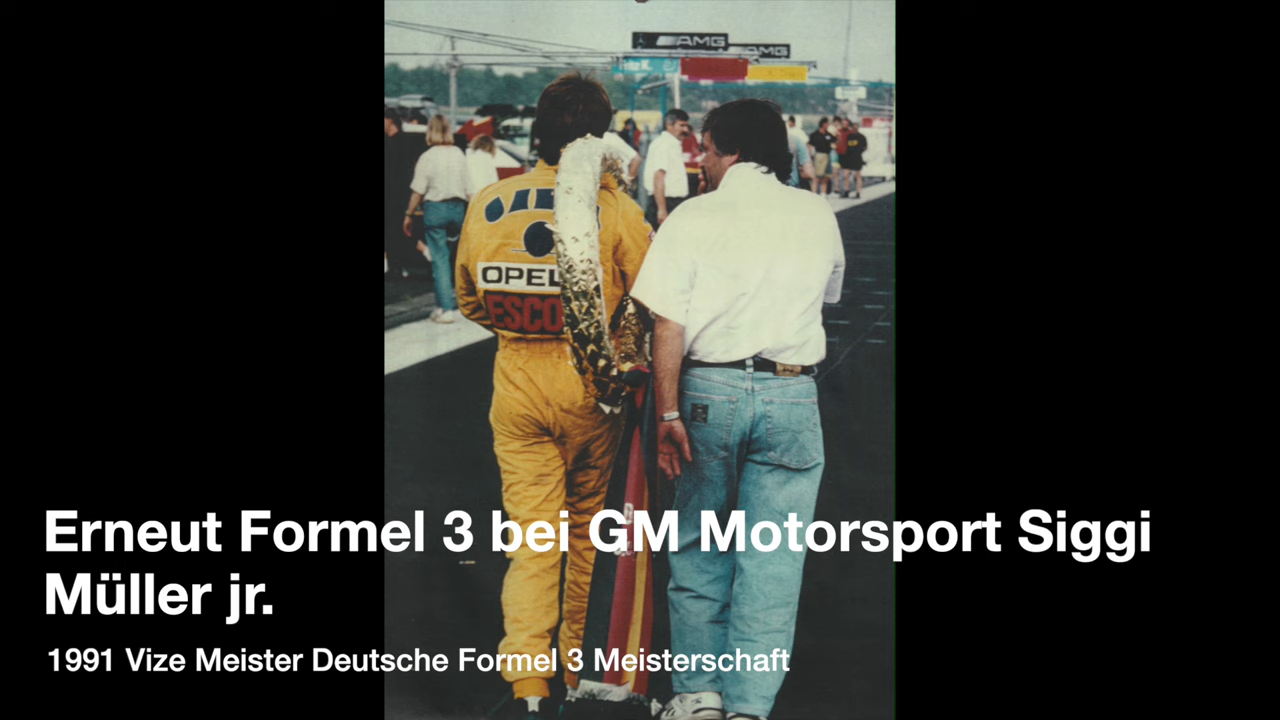 AMG
AMG
Fritz K.
OPEL
ESCO
Erneut Formel 3 bei GM Motorsport Siggi
Müller jr.
1991 Vize Meister Deutsche Formel 3 Meisterschaft